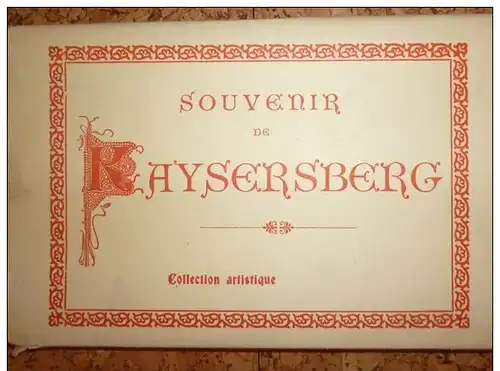 SOUVENIR
DE
KAYSERSBERG
Collection artistique